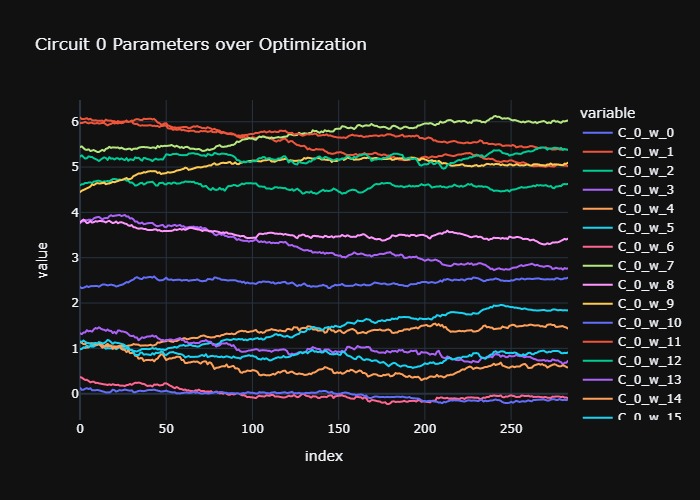 Circuit 0 Parameters over Optimization
variable
C_0_w_0
C_0_w_1
C_0_w_2
C_0_w_3
C_0_w_4
C_0_w_5
C_0_w_6
C_0_w_7
C_0_w_8
C_0_w_9
C_0_w_10
C_0_w_11
C_0_w_12
C_0_w_13
C_0_w_14
C_0_w_15
6
5
4
3
2
1
0
value
0 50 100 150 200 250
index